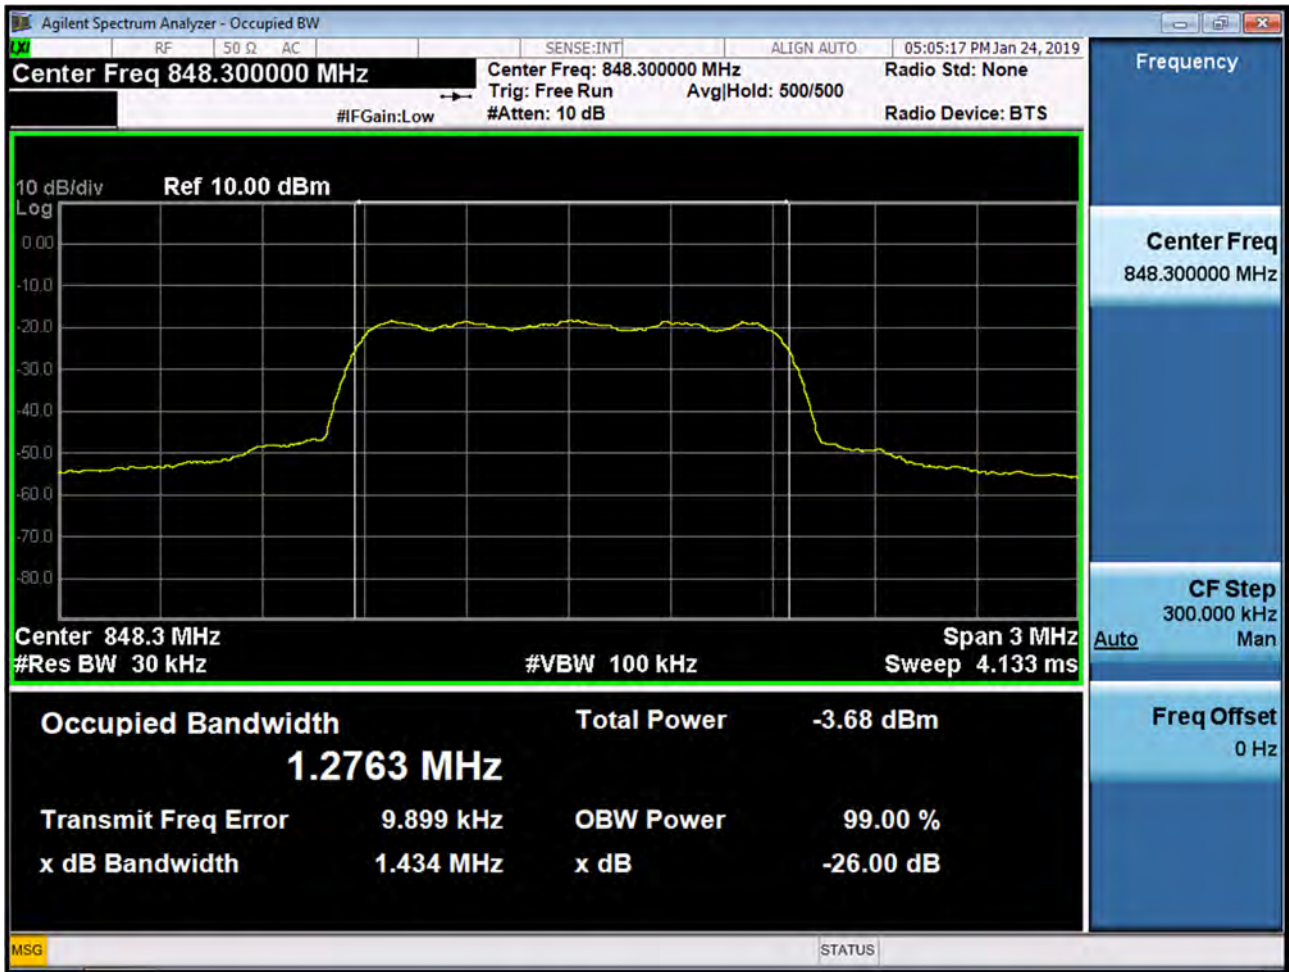 Agilent Spectrum Analyzer - Occupied BW
LXI
RF 50 Ω AC SENSE:INT ALIGN AUTO 05:05:17 PM Jan 24, 2019
Center Freq 848.300000 MHz
Center Freq: 848.300000 MHz Radio Std: None
Trig: Free Run Avg|Hold: 500/500
#IFGain:Low #Atten: 10 dB Radio Device: BTS
10 dB/div Ref 10.00 dBm
Log
0.00
-10.0
-20.0
-30.0
-40.0
-50.0
-60.0
-70.0
-80.0
Center 848.3 MHz Span 3 MHz
#Res BW 30 kHz #VBW 100 kHz Sweep 4.133 ms
Occupied Bandwidth Total Power -3.68 dBm
1.2763 MHz
Transmit Freq Error 9.899 kHz OBW Power 99.00 %
x dB Bandwidth 1.434 MHz x dB -26.00 dB
MSG STATUS
Frequency
Center Freq
848.300000 MHz
CF Step
300.000 kHz
Auto Man
Freq Offset
0 Hz